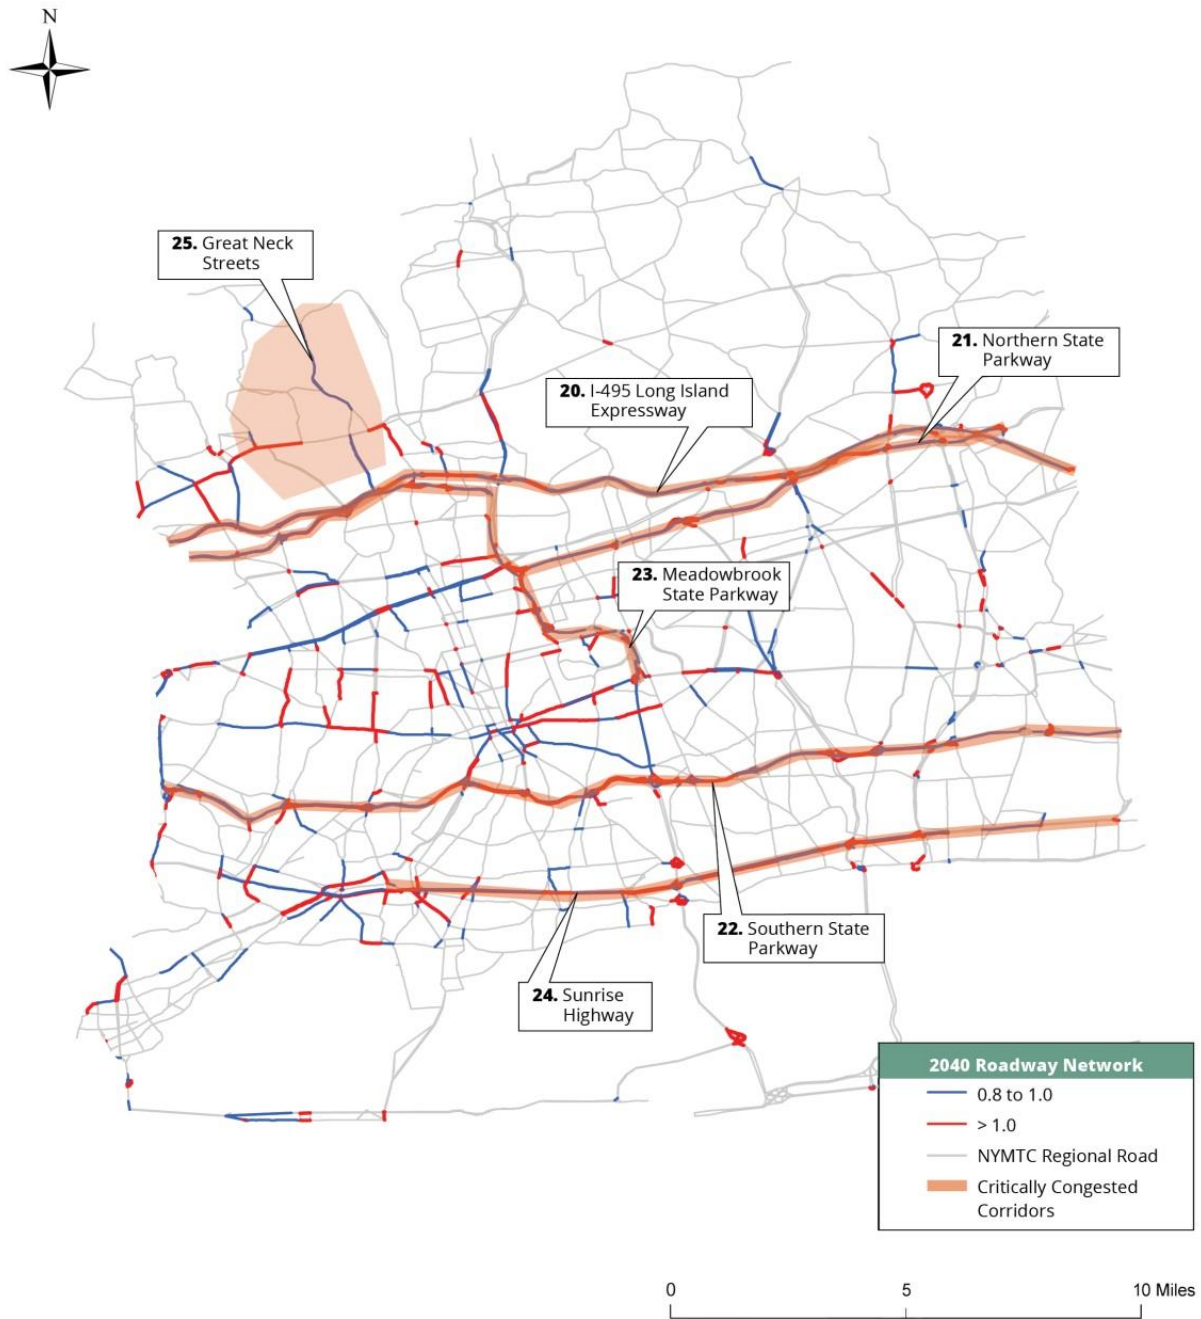 N
25. Great Neck
Streets
21. Northern State
Parkway
20. I-495 Long Island
Expressway
23. Meadowbrook
State Parkway
22. Southern State
Parkway
24. Sunrise
Highway
2040 Roadway Network
0.8 to 1.0
> 1.0
NYMTC Regional Road
Critically Congested
Corridors
0 5 10 Miles